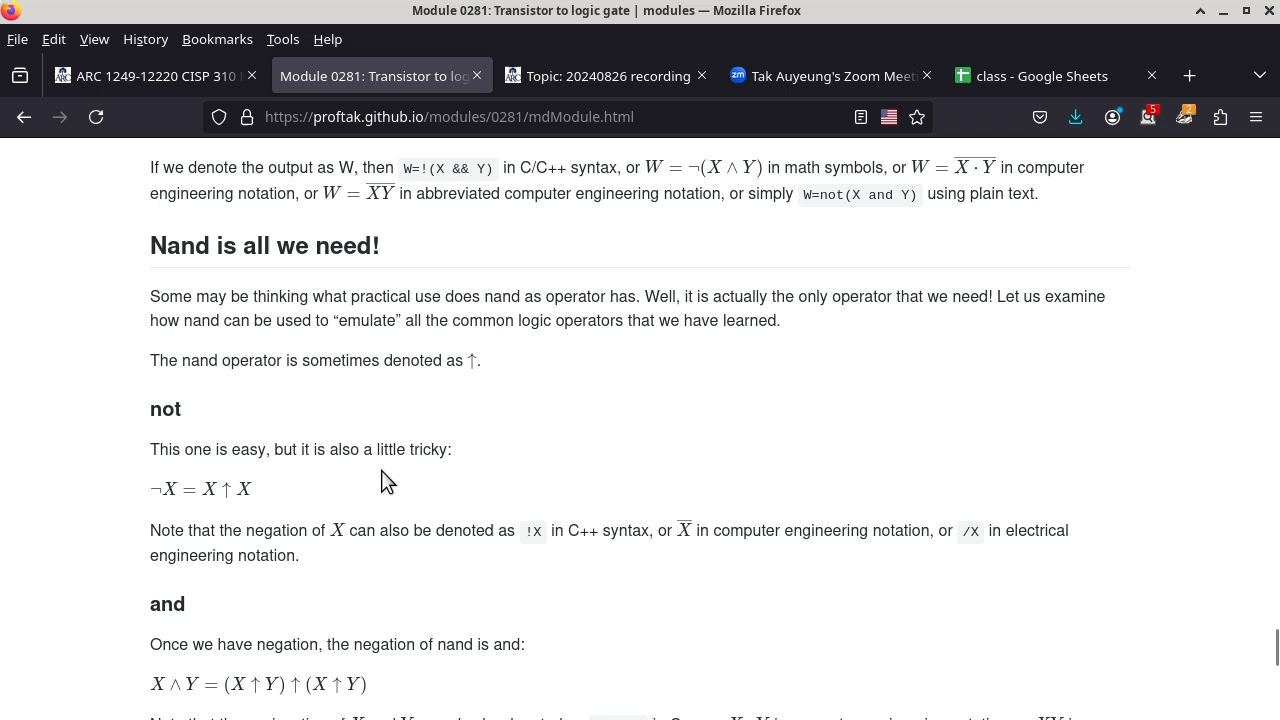 Module 0281: Transistor to logic gate | modules — Mozilla Firefox
File Edit View History Bookmarks Tools Help
ARC 1249-12220 CISP 310
Module 0281: Transistor to log
Topic: 20240826 recording
Tak Auyeung's Zoom Meet
class - Google Sheets
https://proftak.github.io/modules/0281/mdModule.html
5
2
If we denote the output as W, then W=!(X && Y) in C/C++ syntax, or W = ¬(X ∧ Y) in math symbols, or W = \overline{X · Y} in computer
engineering notation, or W = \overline{XY} in abbreviated computer engineering notation, or simply W=not(X and Y) using plain text.
Nand is all we need!
Some may be thinking what practical use does nand as operator has. Well, it is actually the only operator that we need! Let us examine
how nand can be used to “emulate” all the common logic operators that we have learned.
The nand operator is sometimes denoted as ↑.
not
This one is easy, but it is also a little tricky:
¬X = X ↑ X
Note that the negation of X can also be denoted as !X in C++ syntax, or \overline{X} in computer engineering notation, or /X in electrical
engineering notation.
and
Once we have negation, the negation of nand is and:
X ∧ Y = (X ↑ Y) ↑ (X ↑ Y)